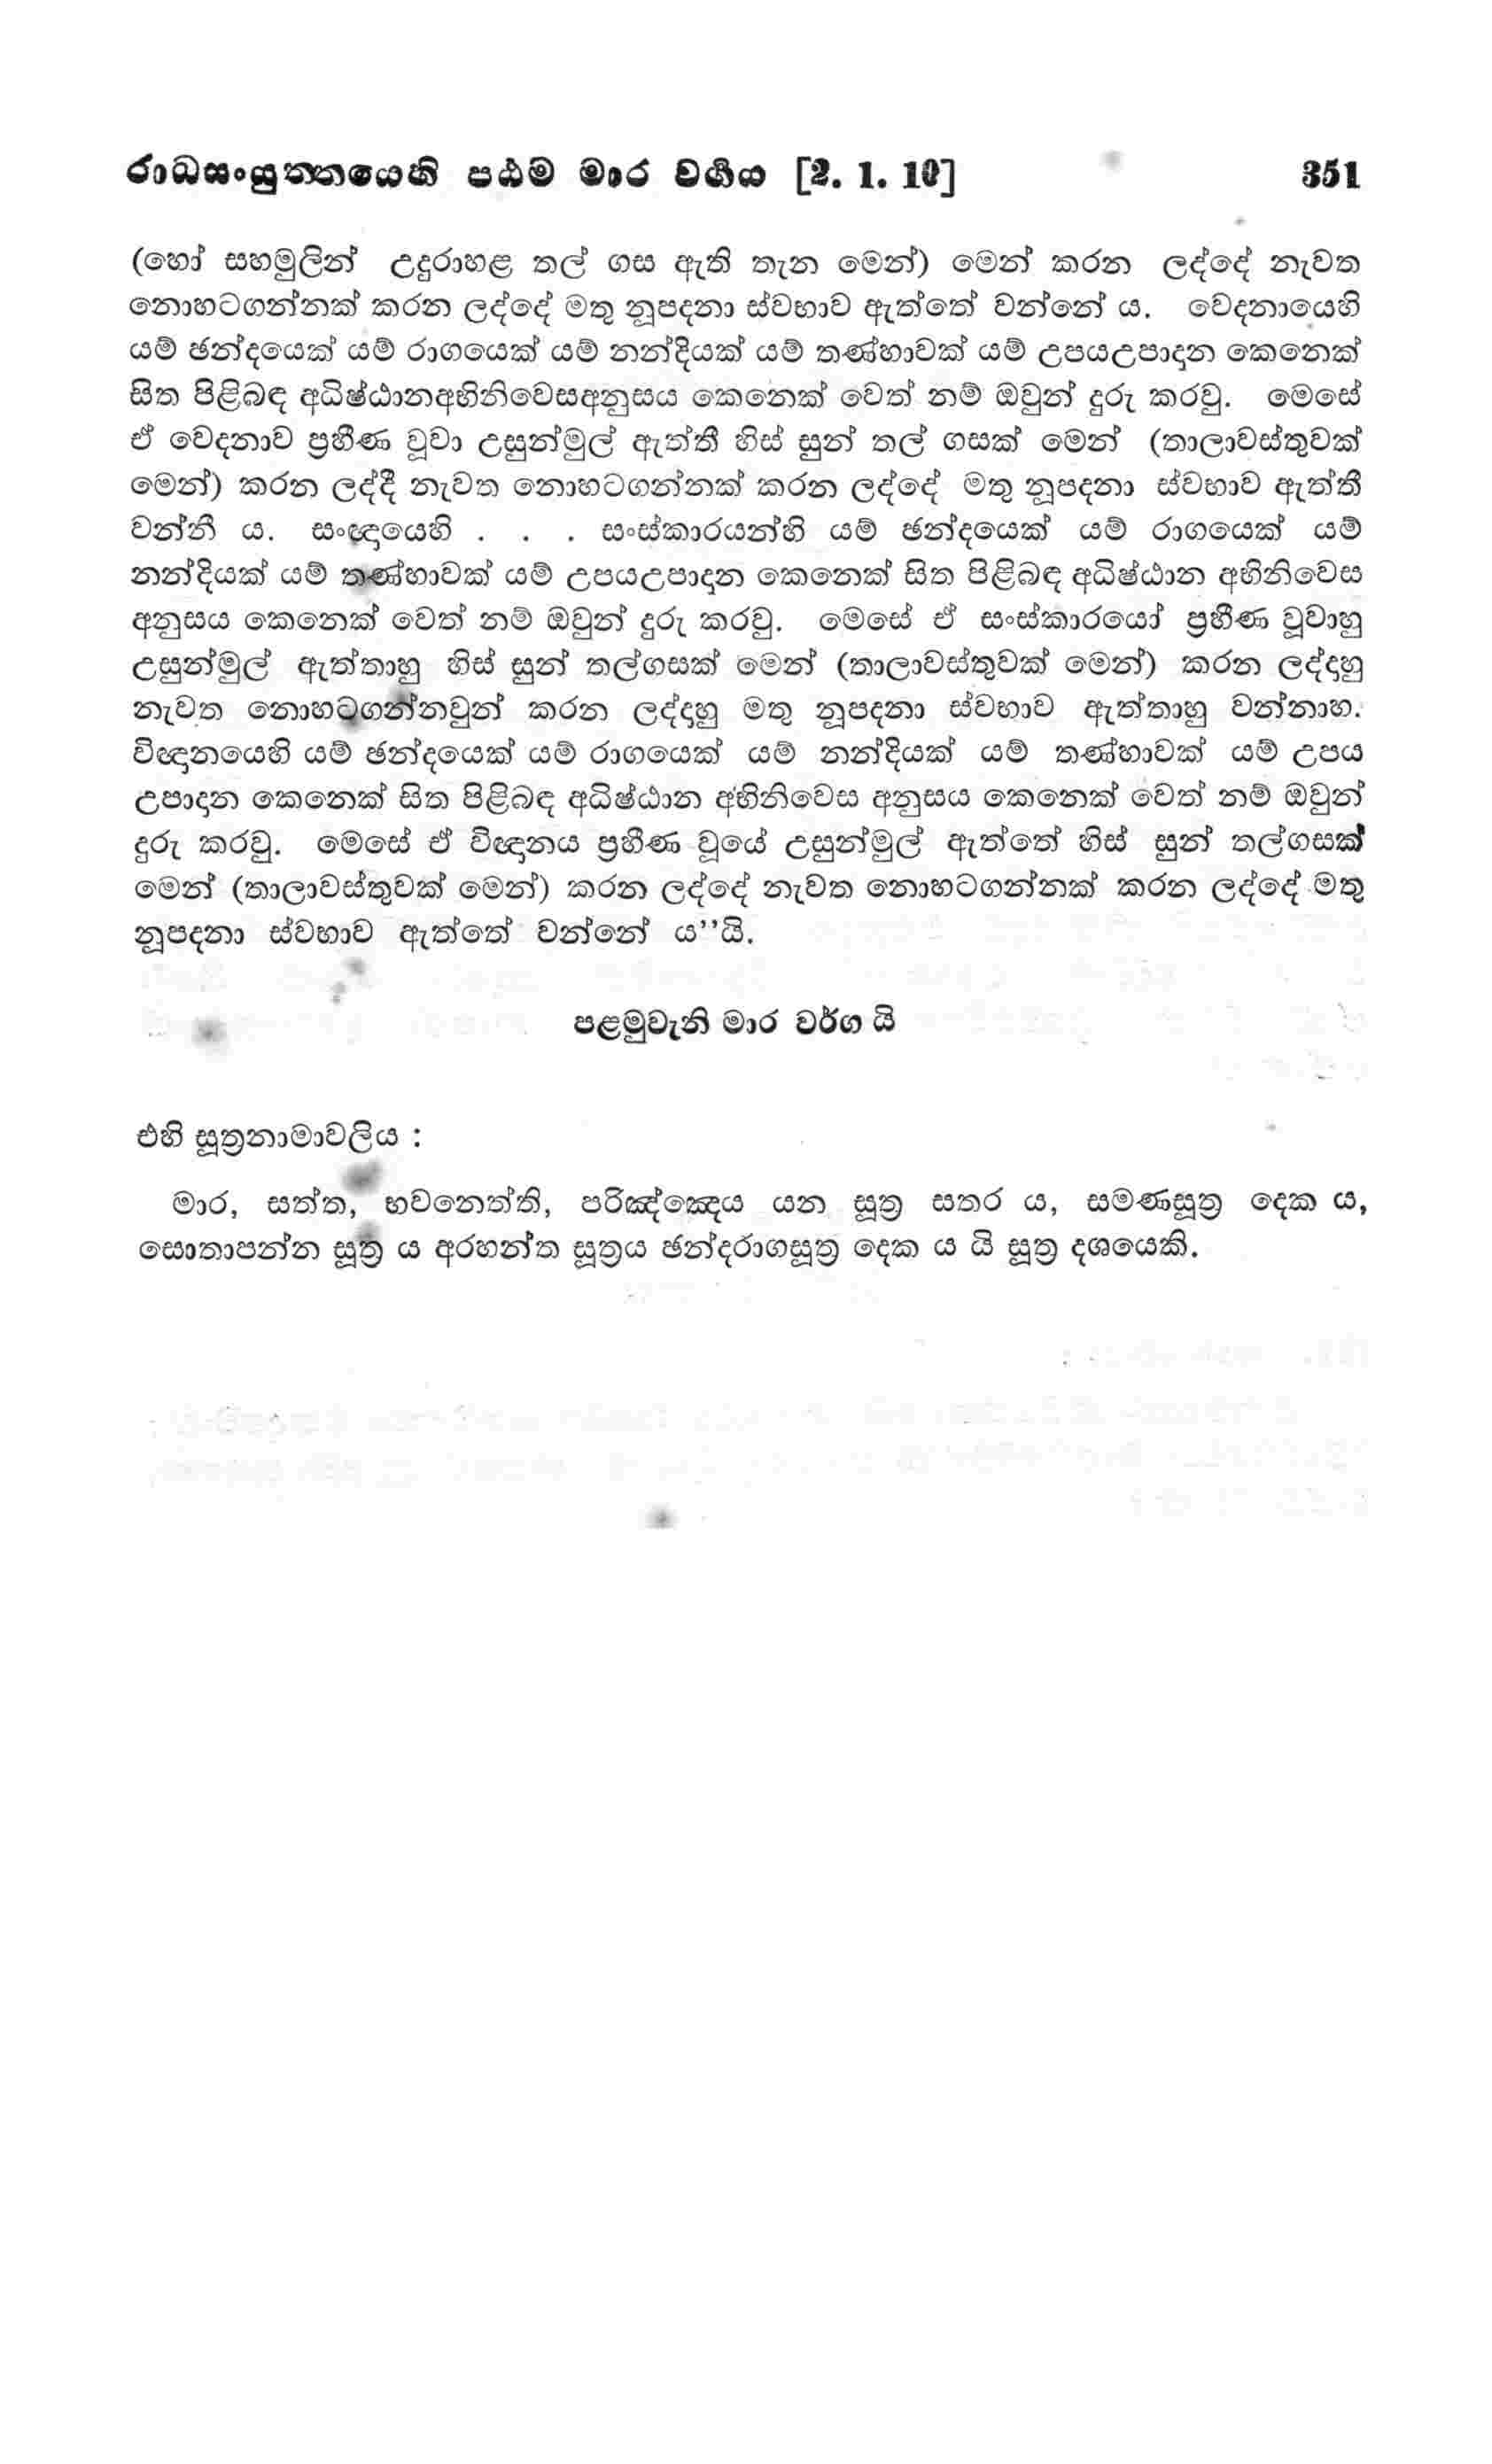 රාධසංයුත්තයෙහි පඨම මාර වර්‍ගය [2. 1. 10] 351
(හෝ සහමුලින් උදුරාහළ තල් ගස ඇති තැන මෙන්) මෙන් කරන ලද්දේ නැවත
නොහටගන්නක් කරන ලද්දේ මතු නූපදනා ස්වභාව ඇත්තේ වන්නේ ය. වෙදනායෙහි
යම් ඡන්දයෙක් යම් රාගයෙක් යම් නන්දියක් යම් තණ්හාවක් යම් උපයඋපාදන කෙනෙක්
සිත පිළිබඳ අධිෂ්ඨානඅභිනිවෙසඅනුසය කෙනෙක් වෙත් නම් ඔවුන් දුරු කරවු. මෙසේ
ඒ වෙදනාව ප්‍රහීණ වූවා උසුන්මුල් ඇත්තී හිස් සුන් තල් ගසක් මෙන් (තාලාවස්තුවක්
මෙන්) කරන ලද්දී නැවත නොහටගන්නක් කරන ලද්දේ මතු නූපදනා ස්වභාව ඇත්තී
වන්නී ය. සංඥායෙහි . . . සංස්කාරයන්හි යම් ඡන්දයෙක් යම් රාගයෙක් යම්
නන්දියක් යම් තණ්හාවක් යම් උපයඋපාදාන කෙනෙක් සිත පිළිබඳ අධිෂ්ඨාන අභිනිවෙස
අනුසය කෙනෙක් වෙත් නම් ඔවුන් දුරු කරවු. මෙසේ ඒ සංස්කාරයෝ ප්‍රහීණ වූවාහු
උසුන්මුල් ඇත්තාහු හිස් සුන් තල්ගසක් මෙන් (තාලාවස්තුවක් මෙන්) කරන ලද්දාහු
නැවත නොහටගන්නවුන් කරන ලද්දාහු මතු නූපදනා ස්වභාව ඇත්තාහු වන්නාහ.
විඥානයෙහි යම් ඡන්දයෙක් යම් රාගයෙක් යම් නන්දියක් යම් තණ්හාවක් යම් උපය
උපාදාන කෙනෙක් සිත පිළිබඳ අධිෂ්ඨාන අභිනිවෙස අනුසය කෙනෙක් වෙත් නම් ඔවුන්
දුරු කරවු. මෙසේ ඒ විඥානය ප්‍රහීණ වූයේ උසුන්මුල් ඇත්තේ හිස් සුන් තල්ගසක්
මෙන් (තාලාවස්තුවක් මෙන්) කරන ලද්දේ නැවත නොහටගන්නක් කරන ලද්දේ මතු
නූපදනා ස්වභාව ඇත්තේ වන්නේ ය’’යි.
පළමුවැනි මාර වර්ග යි
එහි සූත්‍රනාමාවලිය :
මාර, සත්ත, භවනෙත්ති, පරිඤ්ඤෙය යන සූත්‍ර සතර ය, සමණසූත්‍ර දෙක ය,
සොතාපන්න සූත්‍ර ය අරහන්ත සූත්‍රය ඡන්දරාගසූත්‍ර දෙක ය යි සූත්‍ර දශයෙකි.